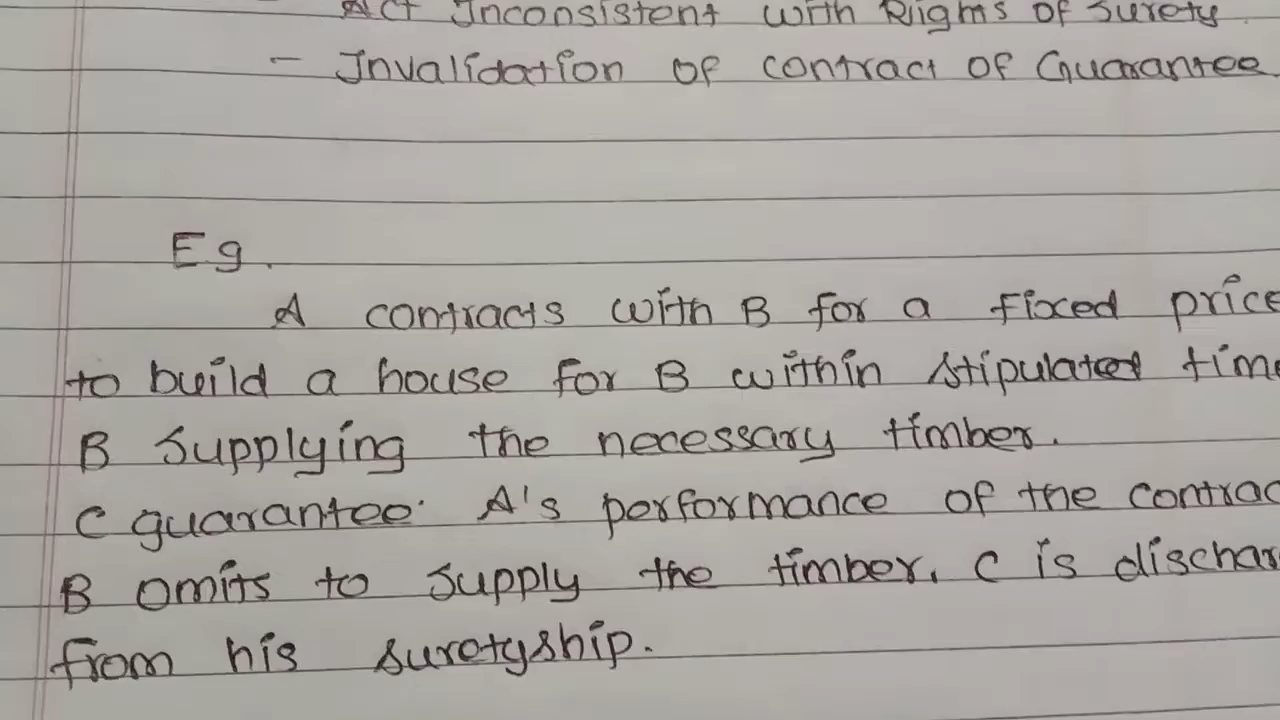 Act Inconsistent with Rights of Surety
- Invalidation of contract of Guarantee
Eg.
A contracts with B for a fixed price
to build a house for B within stipulated time
B supplying the necessary timber.
C guarantee. A's performance of the contrac
B omits to supply the timber. C is dischar
from his suretyship.